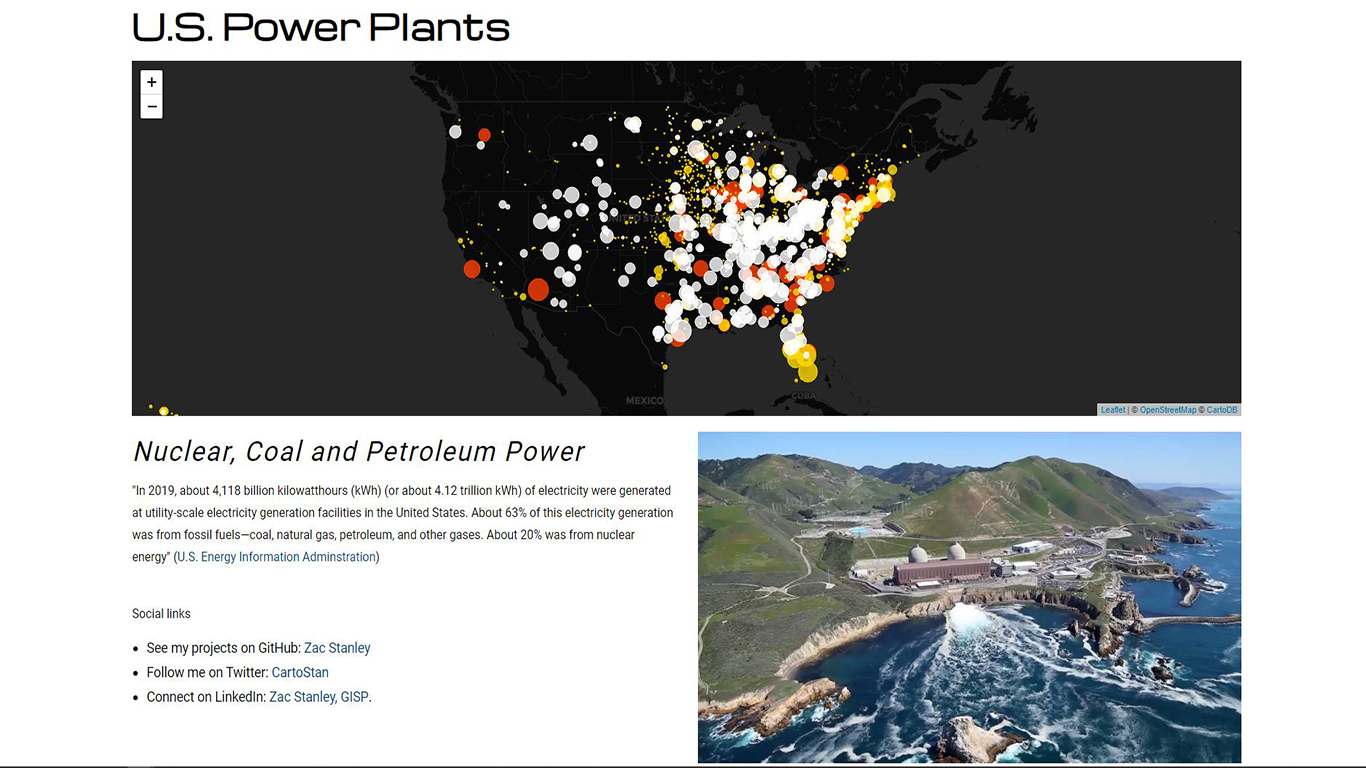 U.S. Power Plants
+
−
UNITED STA
MEXICO
CUBA
Leaflet | © OpenStreetMap © CartoDB
Nuclear, Coal and Petroleum Power
"In 2019, about 4,118 billion kilowatthours (kWh) (or about 4.12 trillion kWh) of electricity were generated
at utility-scale electricity generation facilities in the United States. About 63% of this electricity generation
was from fossil fuels—coal, natural gas, petroleum, and other gases. About 20% was from nuclear
energy" (U.S. Energy Information Adminstration)
Social links
• See my projects on GitHub: Zac Stanley
• Follow me on Twitter: CartoStan
• Connect on LinkedIn: Zac Stanley, GISP.